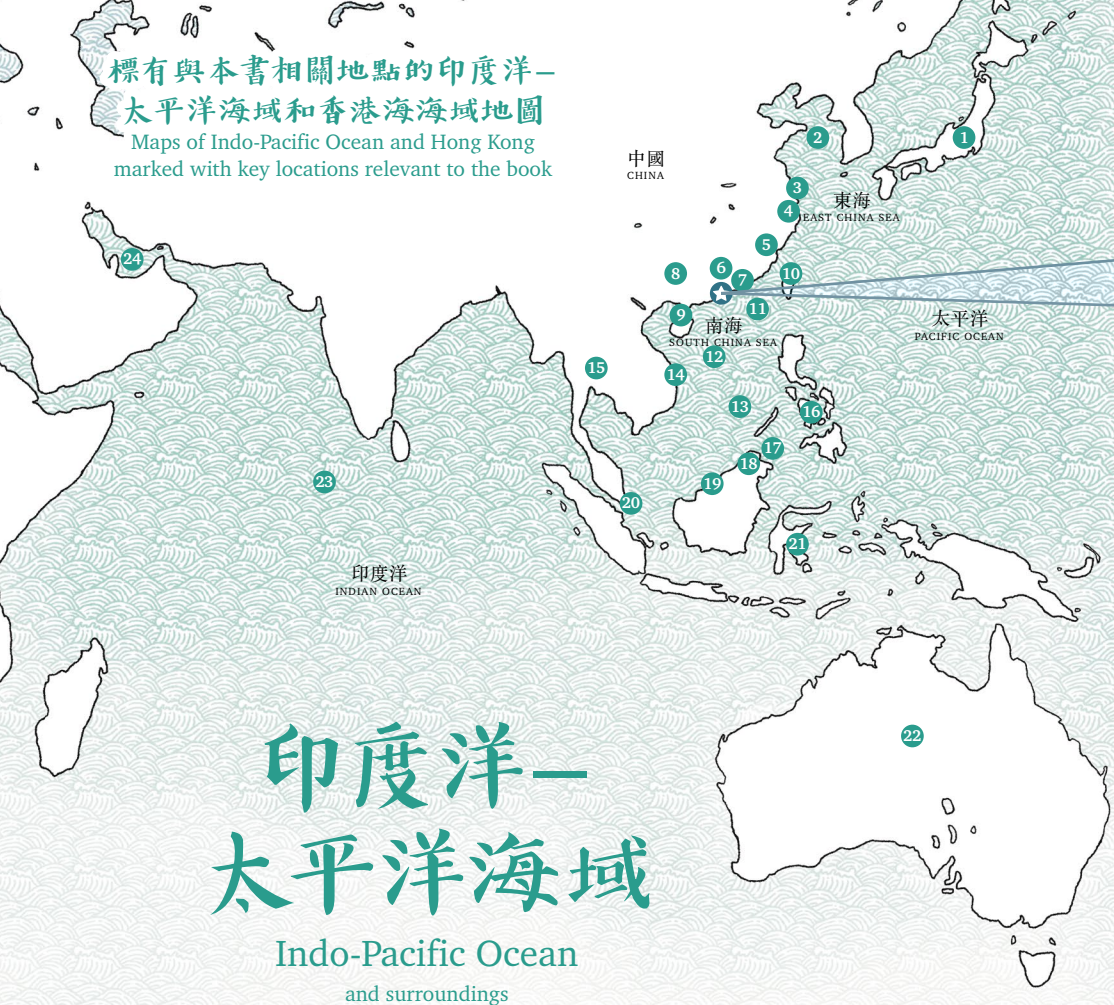 標有與本書相關地點的印度洋–
太平洋海域和香港海海域地圖
Maps of Indo-Pacific Ocean and Hong Kong
marked with key locations relevant to the book
中國
CHINA
1
2
3
東海
4
EAST CHINA SEA
5
24
6
8
7
10
11
9
南海
SOUTH CHINA SEA
太平洋
PACIFIC OCEAN
12
15
14
13
16
17
18
23
19
20
21
印度洋
INDIAN OCEAN
22
印度洋–
太平洋海域
Indo-Pacific Ocean
and surroundings